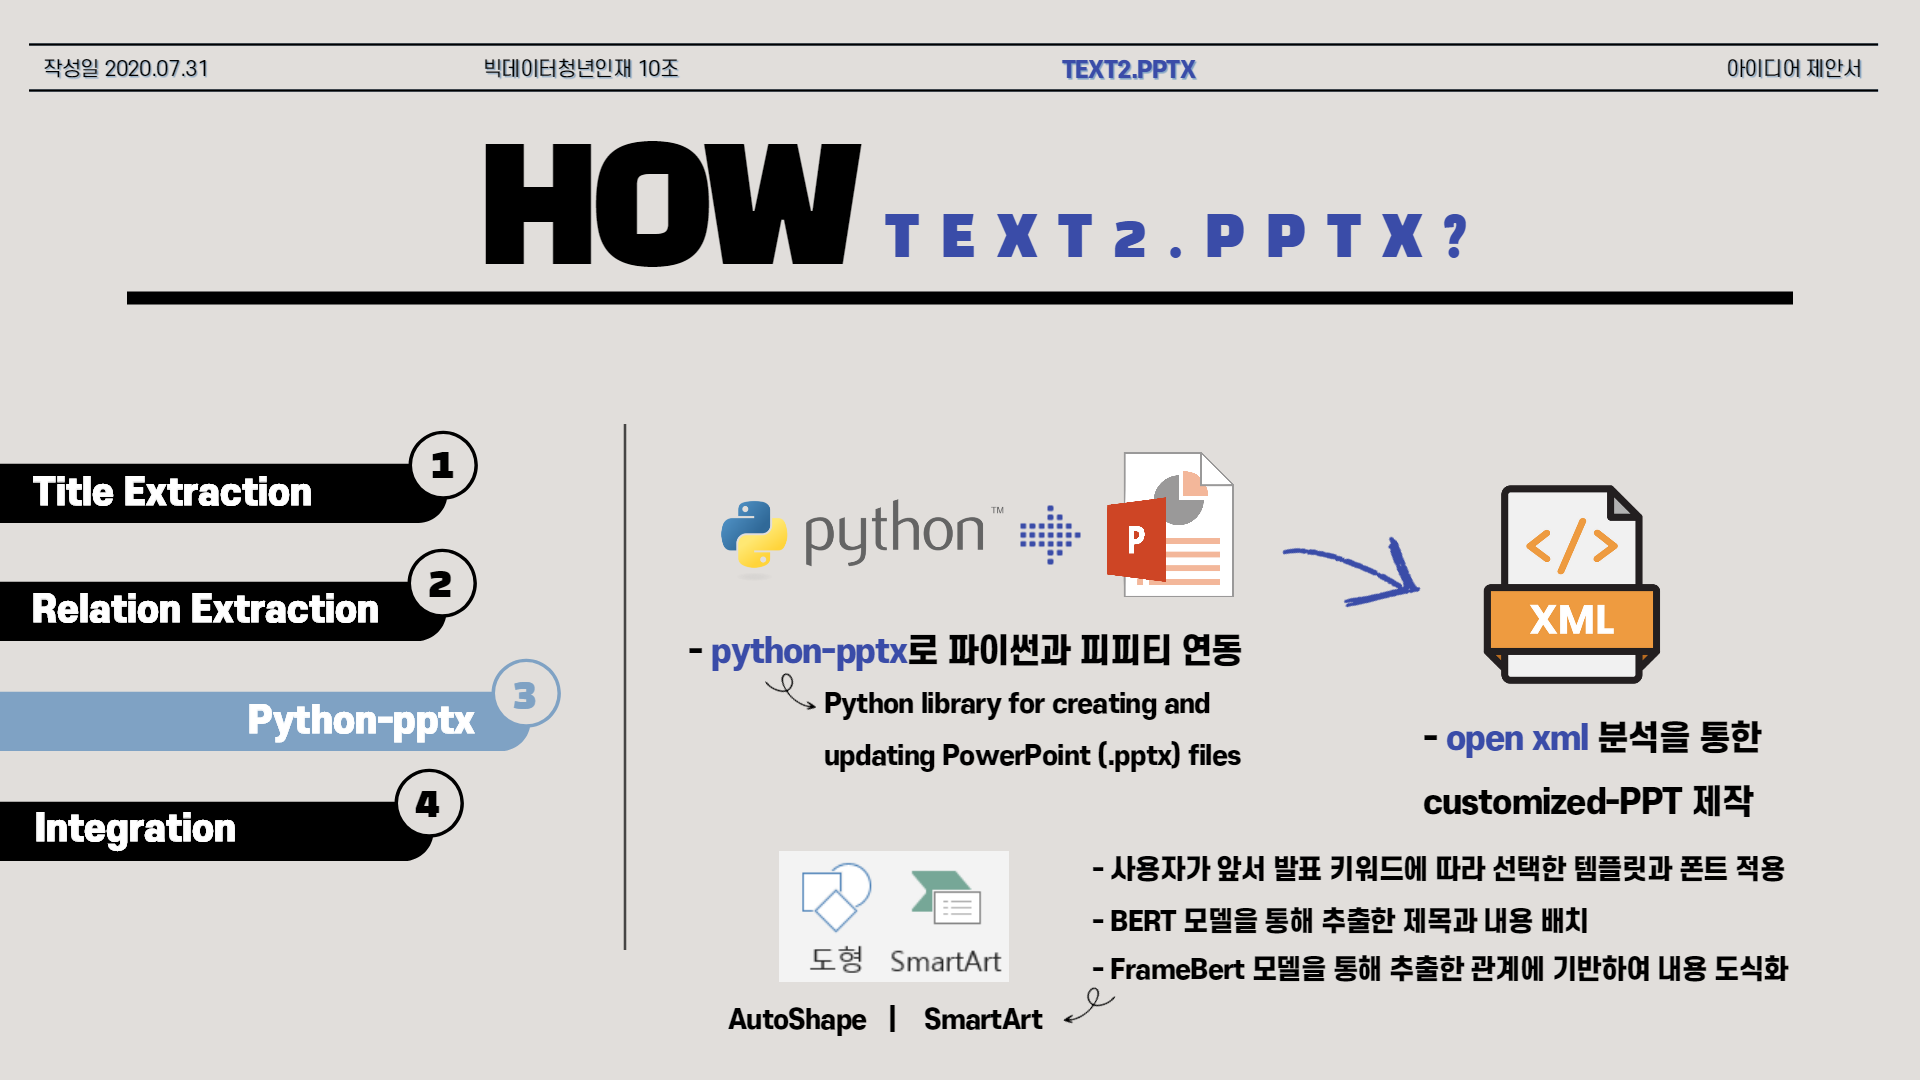 작성일 2020.07.31
빅데이터청년인재 10조
TEXT2.PPTX
아이디어 제안서
HOW TEXT2.PPTX?
1
Title Extraction
2
Relation Extraction
3
Python-pptx
4
Integration
python™
P
- python-pptx로 파이썬과 피피티 연동
Python library for creating and
updating PowerPoint (.pptx) files
</>
XML
- open xml 분석을 통한
customized-PPT 제작
도형 SmartArt
AutoShape | SmartArt
- 사용자가 앞서 발표 키워드에 따라 선택한 템플릿과 폰트 적용
- BERT 모델을 통해 추출한 제목과 내용 배치
- FrameBert 모델을 통해 추출한 관계에 기반하여 내용 도식화